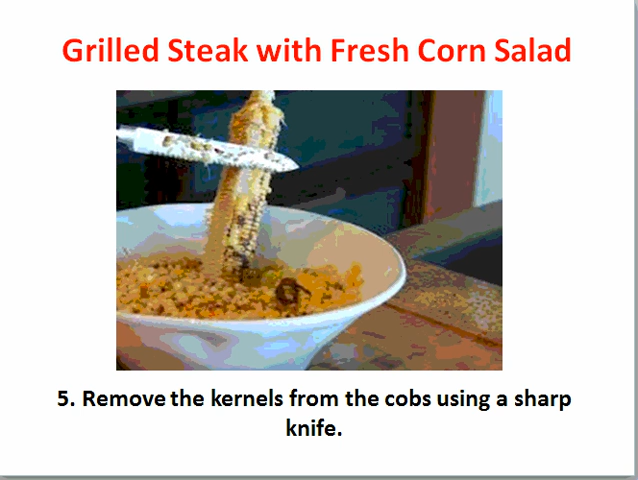 Grilled Steak with Fresh Corn Salad
5. Remove the kernels from the cobs using a sharp
knife.